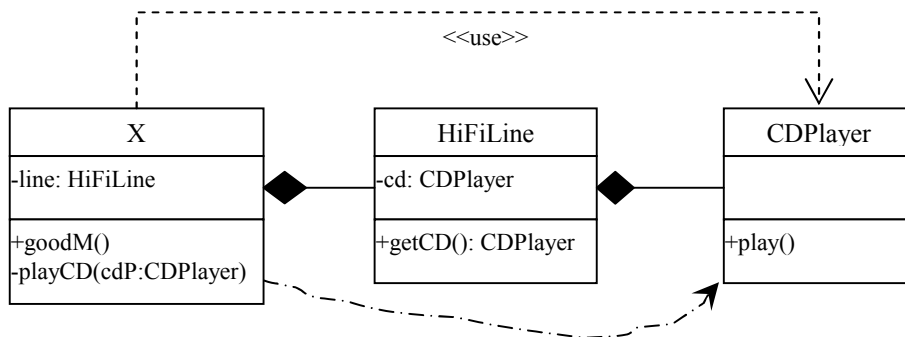 <<use>>
X
-line: HiFiLine
+goodM()
-playCD(cdP:CDPlayer)
HiFiLine
-cd: CDPlayer
+getCD(): CDPlayer
CDPlayer
+play()